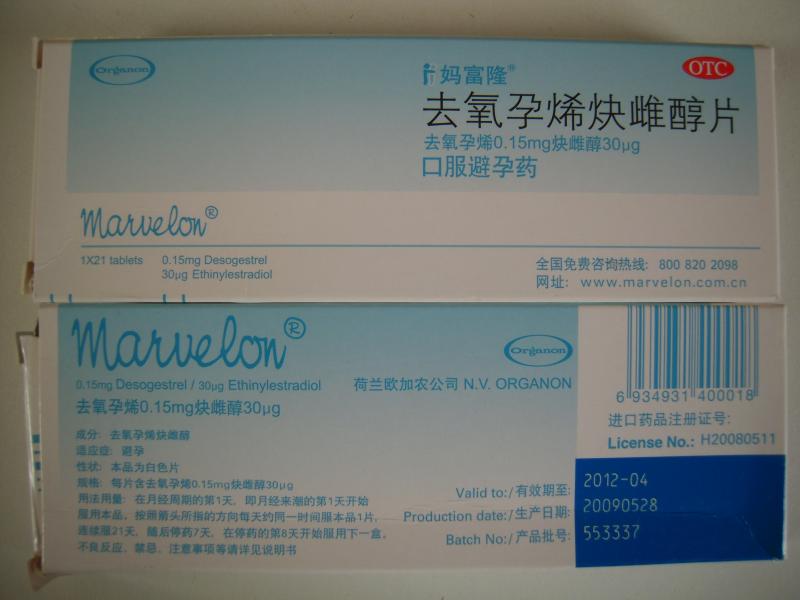 Organon
妈富隆®
OTC
去氧孕烯炔雌醇片
去氧孕烯0.15mg炔雌醇30µg
口服避孕药
Marvelon®
1X21 tablets 0.15mg Desogestrel
30µg Ethinylestradiol
全国免费咨询热线: 800 820 2098
网址: www.marvelon.com.cn
Marvelon®
0.15mg Desogestrel / 30µg Ethinylestradiol
去氧孕烯0.15mg炔雌醇30µg
Organon
荷兰欧加农公司 N.V. ORGANON
6 934931 400018
进口药品注册证号:
License No.: H20080511
成分: 去氧孕烯炔雌醇
适应症: 避孕
性状: 本品为白色片
规格: 每片含去氧孕烯0.15mg炔雌醇30µg
用法用量: 在月经周期的第1天, 即月经来潮的第1天开始
服用本品, 按照箭头所指的方向每天约同一时间服本品1片,
连续服21天, 随后停药7天, 在停药的第8天开始服用下一盒。
不良反应、禁忌、注意事项等请详见说明书
Valid to:/有效期至: 2012-04
Production date:/生产日期: 20090528
Batch No:/产品批号: 553337